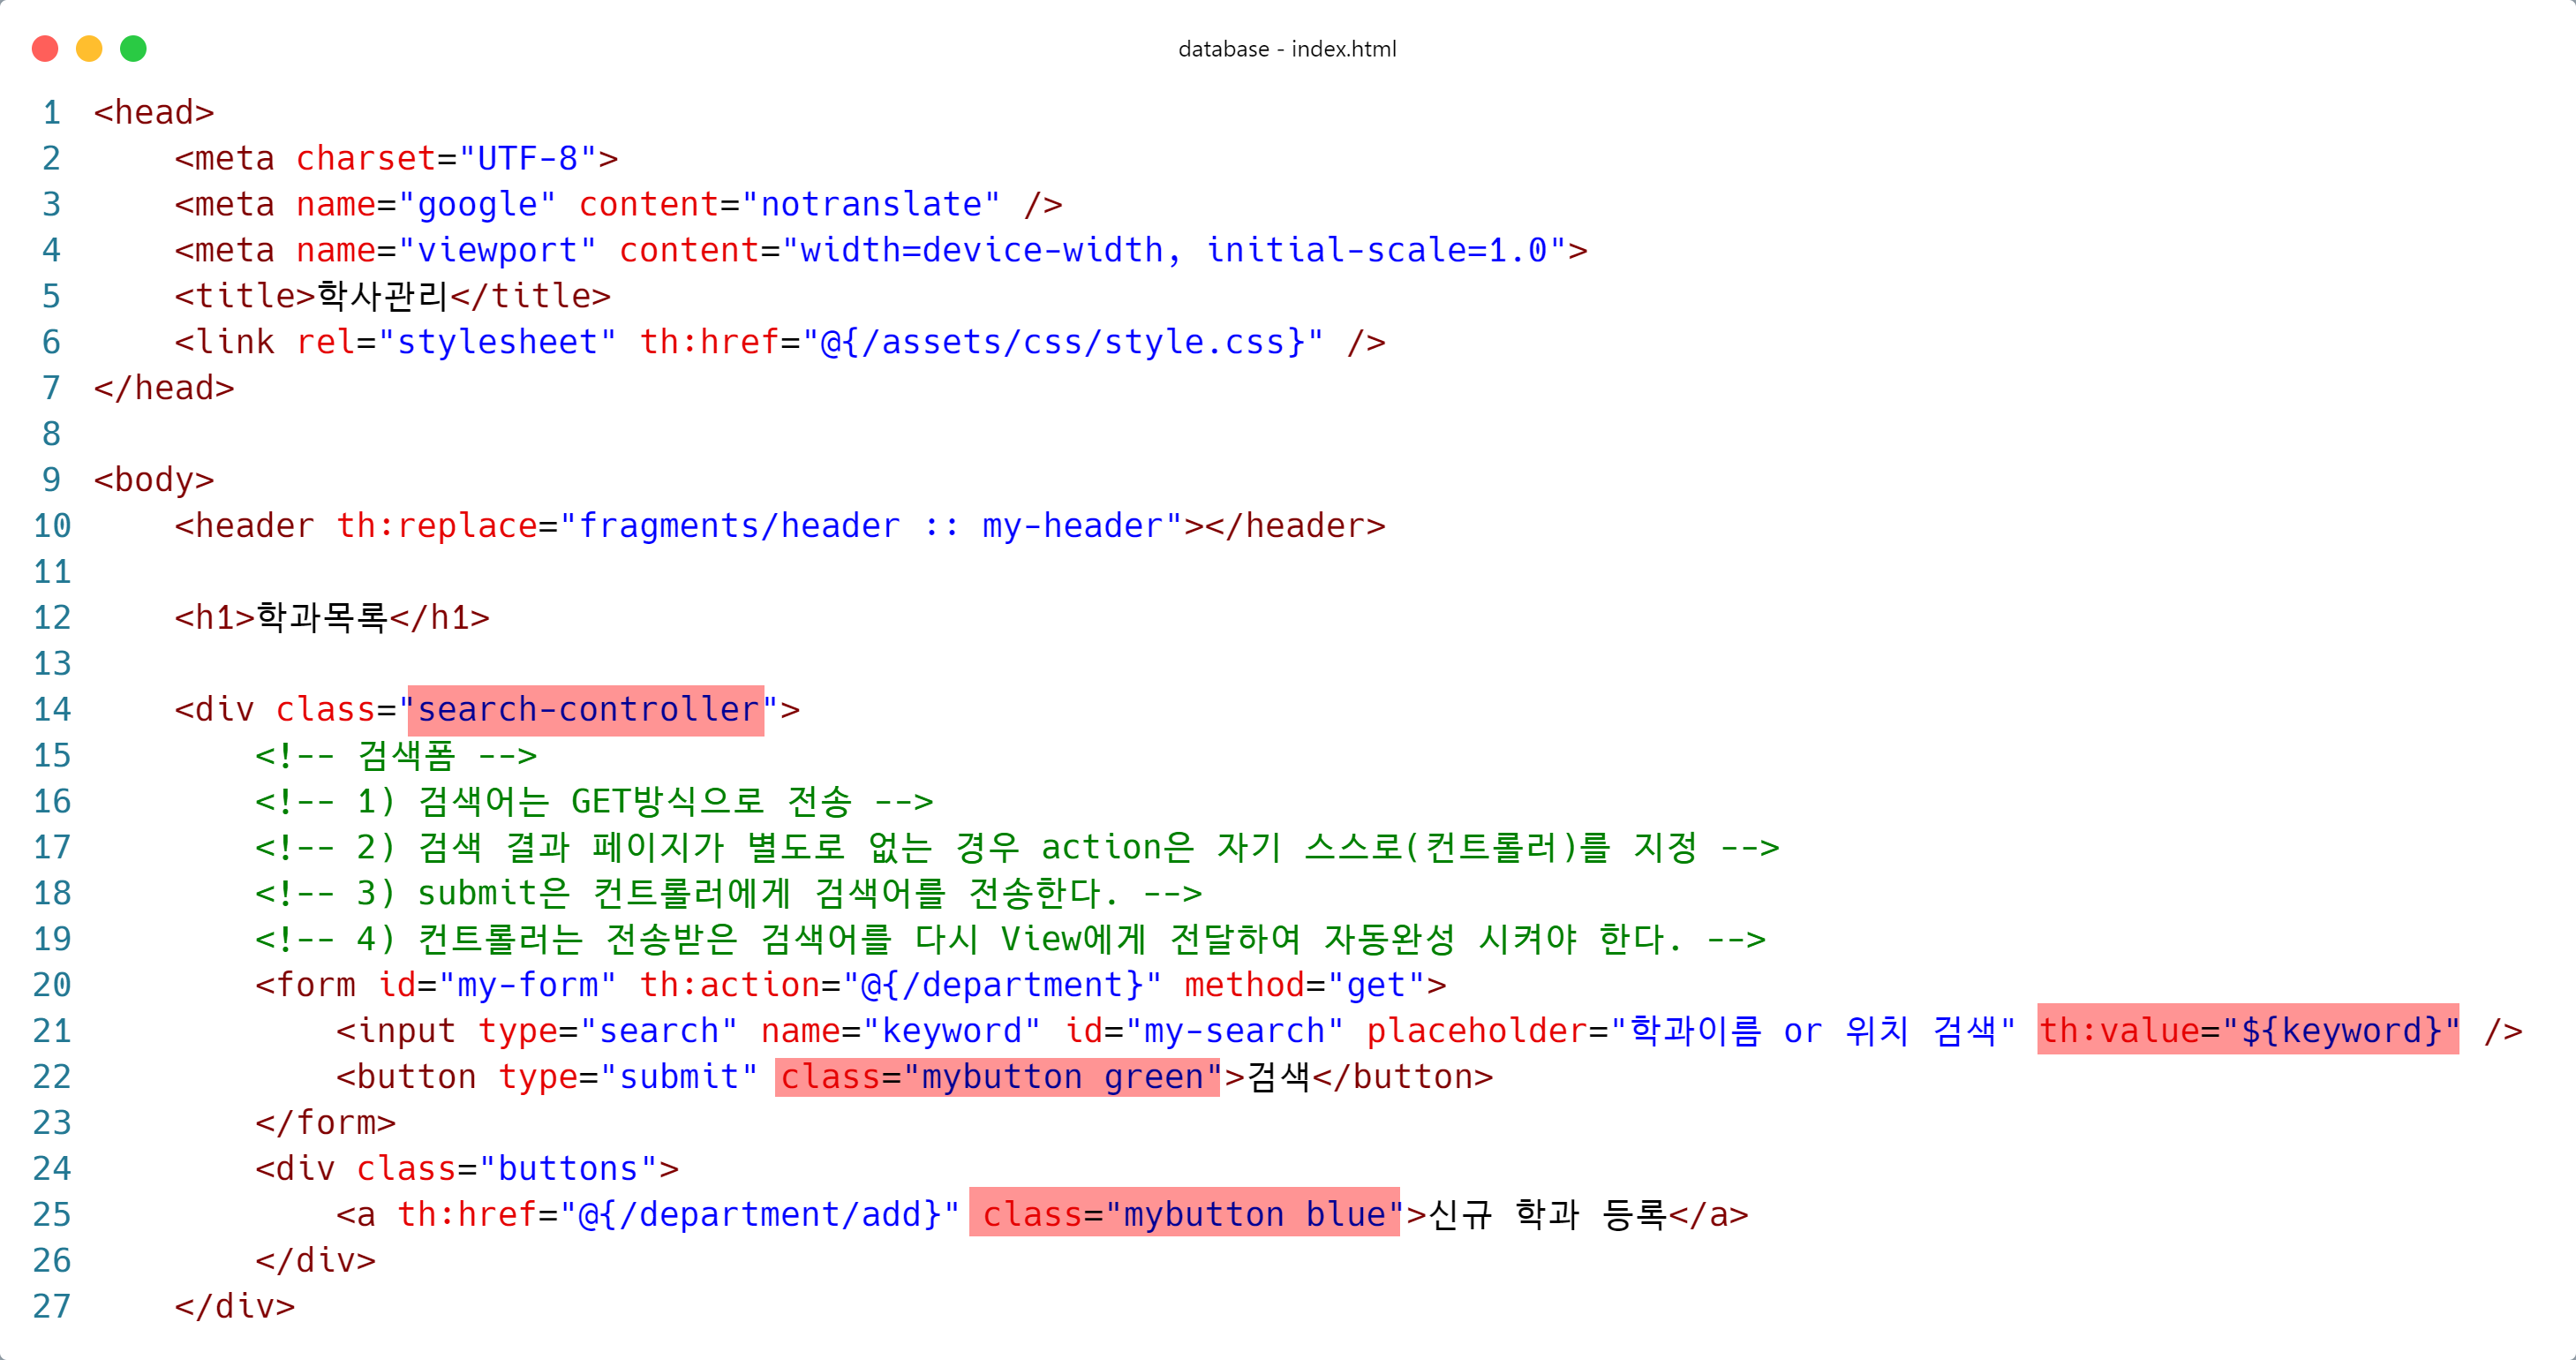 database - index.html
1 <head>
2     <meta charset="UTF-8">
3     <meta name="google" content="notranslate" />
4     <meta name="viewport" content="width=device-width, initial-scale=1.0">
5     <title>학사관리</title>
6     <link rel="stylesheet" th:href="@{/assets/css/style.css}" />
7 </head>
8
9 <body>
10     <header th:replace="fragments/header :: my-header"></header>
11
12     <h1>학과목록</h1>
13
14     <div class="search-controller">
15         <!-- 검색폼 -->
16         <!-- 1) 검색어는 GET방식으로 전송 -->
17         <!-- 2) 검색 결과 페이지가 별도로 없는 경우 action은 자기 스스로(컨트롤러)를 지정 -->
18         <!-- 3) submit은 컨트롤러에게 검색어를 전송한다. -->
19         <!-- 4) 컨트롤러는 전송받은 검색어를 다시 View에게 전달하여 자동완성 시켜야 한다. -->
20         <form id="my-form" th:action="@{/department}" method="get">
21             <input type="search" name="keyword" id="my-search" placeholder="학과이름 or 위치 검색" th:value="${keyword}" />
22             <button type="submit" class="mybutton green">검색</button>
23         </form>
24         <div class="buttons">
25             <a th:href="@{/department/add}" class="mybutton blue">신규 학과 등록</a>
26         </div>
27     </div>